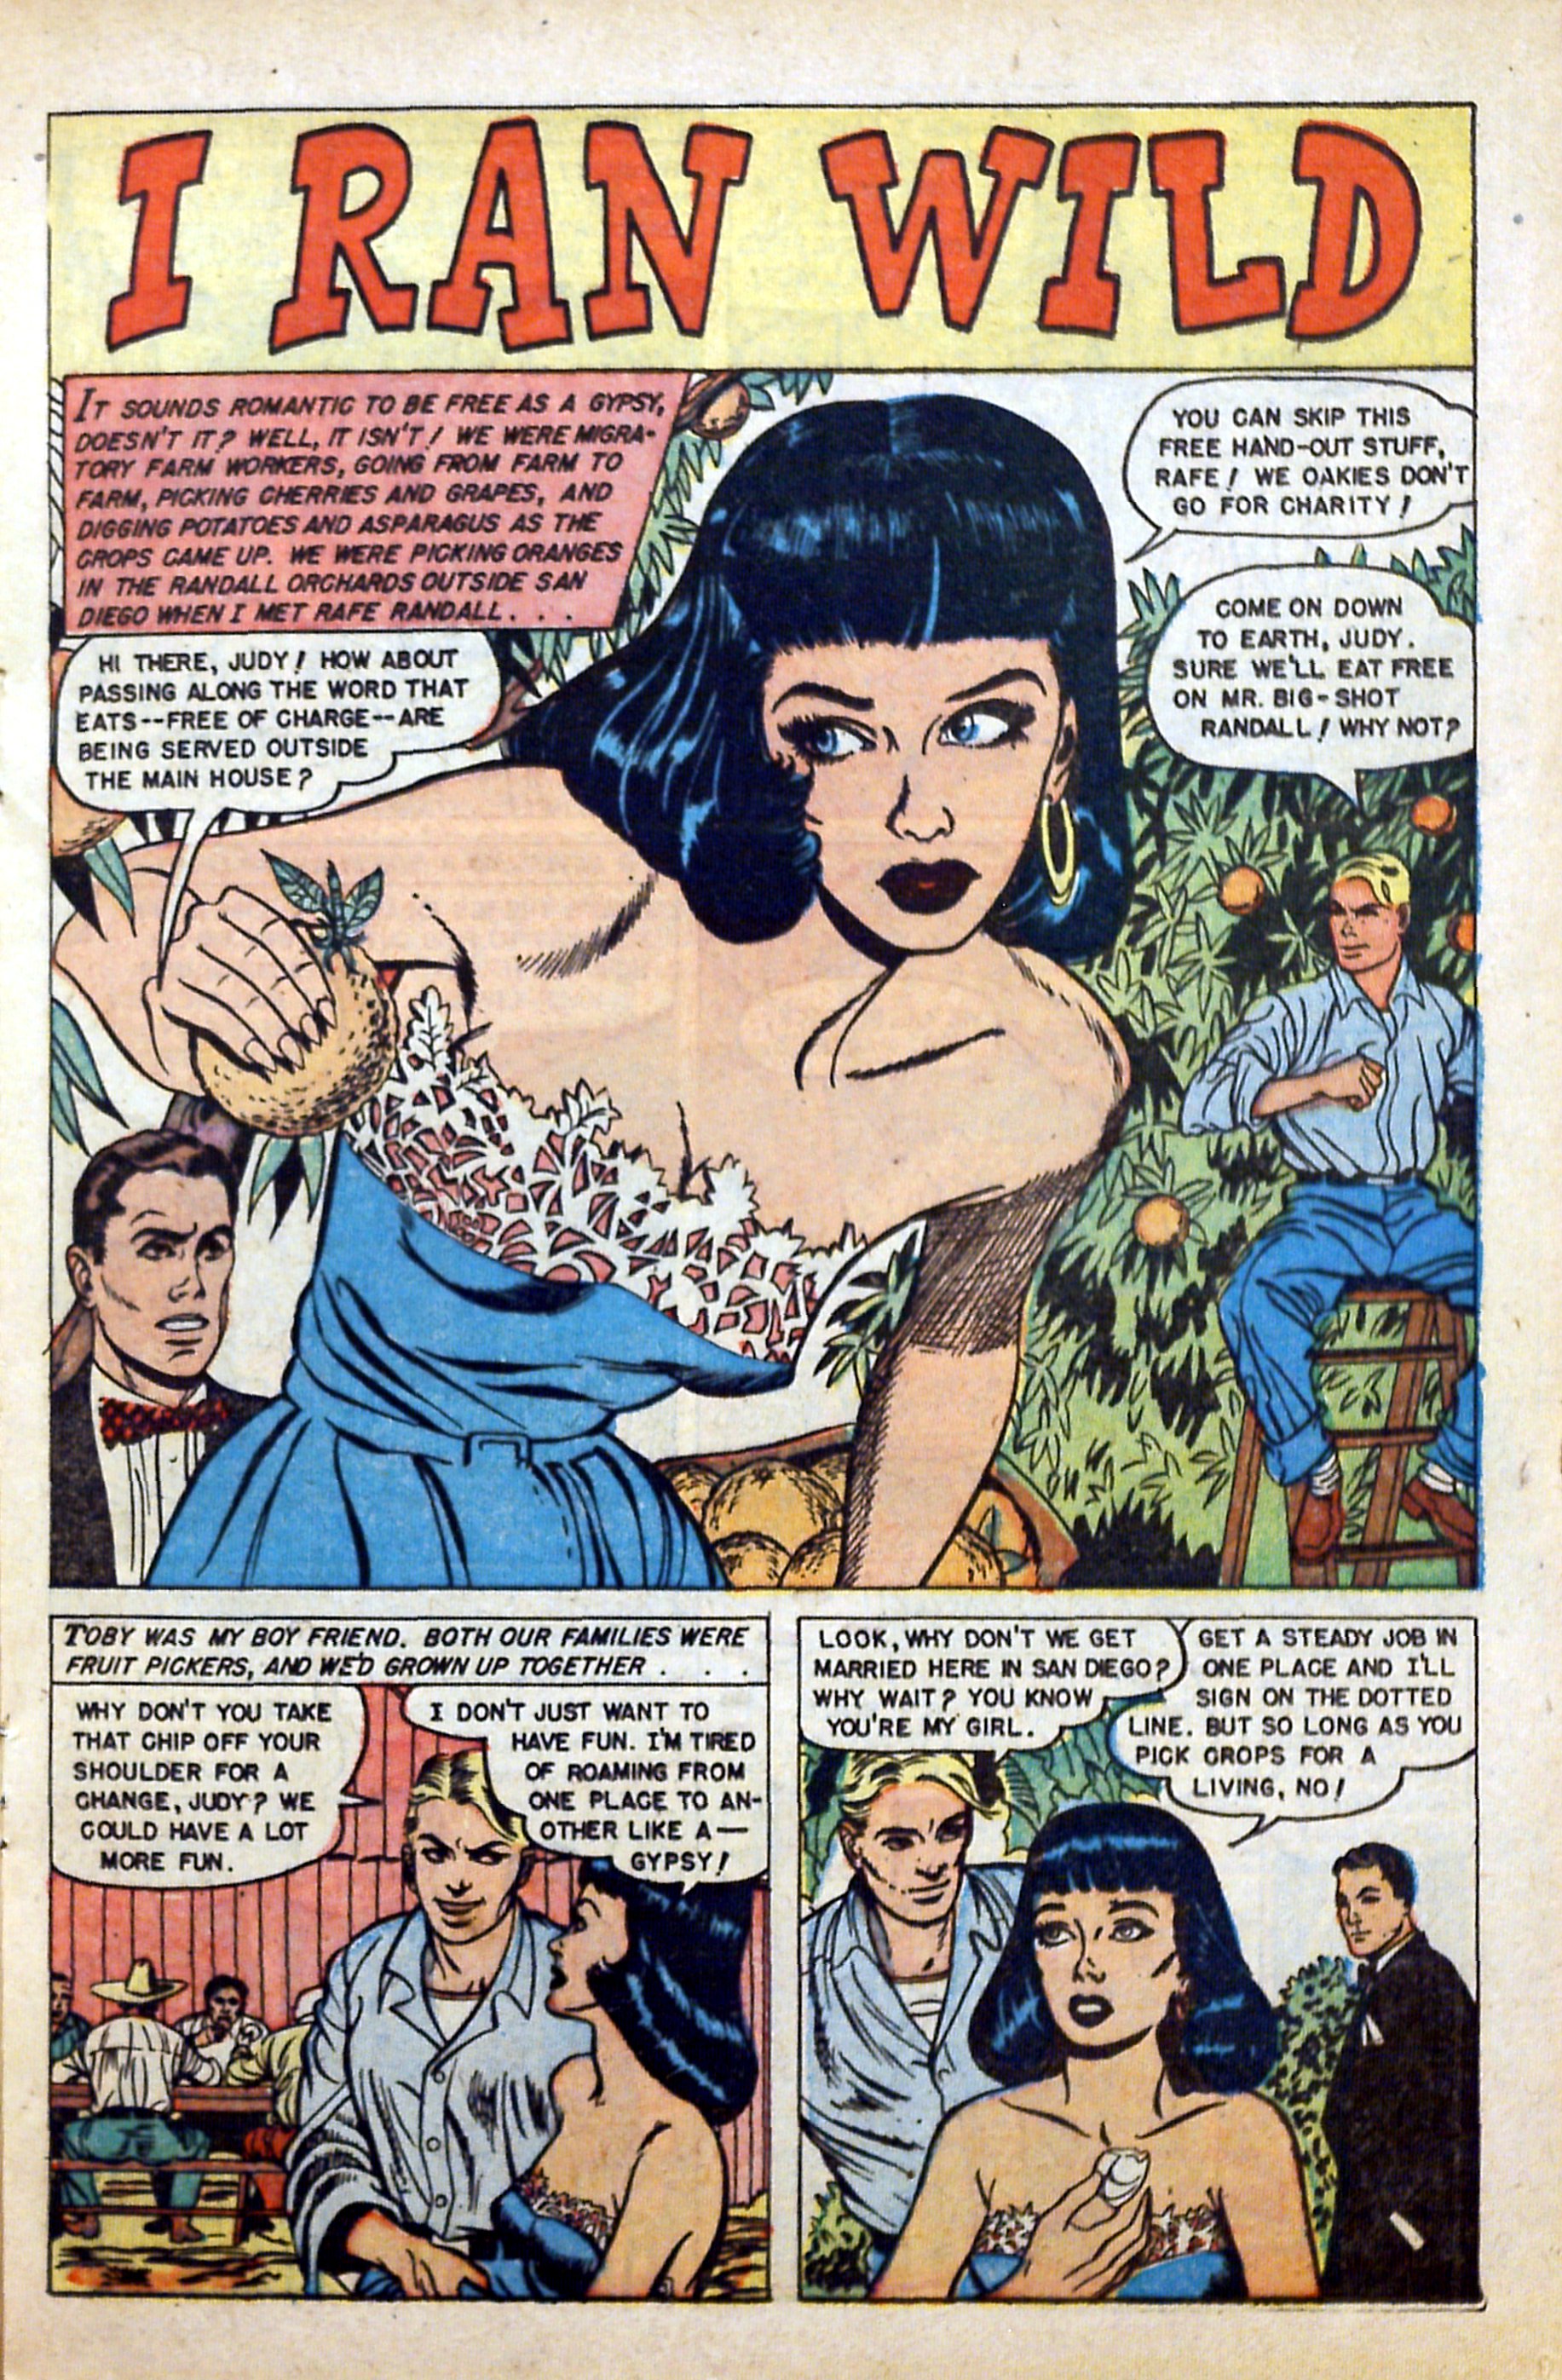 I RAN WILD
IT SOUNDS ROMANTIC TO BE FREE AS A GYPSY,
DOESN'T IT? WELL, IT ISN'T! WE WERE MIGRA-
TORY FARM WORKERS, GOING FROM FARM TO
FARM, PICKING CHERRIES AND GRAPES, AND
DIGGING POTATOES AND ASPARAGUS AS THE
CROPS CAME UP. WE WERE PICKING ORANGES
IN THE RANDALL ORCHARDS OUTSIDE SAN
DIEGO WHEN I MET RAFE RANDALL . . .
HI THERE, JUDY! HOW ABOUT
PASSING ALONG THE WORD THAT
EATS--FREE OF CHARGE--ARE
BEING SERVED OUTSIDE
THE MAIN HOUSE?
YOU CAN SKIP THIS
FREE HAND-OUT STUFF,
RAFE! WE OAKIES DON'T
GO FOR CHARITY!
COME ON DOWN
TO EARTH, JUDY.
SURE WE'LL EAT FREE
ON MR. BIG-SHOT
RANDALL! WHY NOT?
TOBY WAS MY BOY FRIEND. BOTH OUR FAMILIES WERE
FRUIT PICKERS, AND WE'D GROWN UP TOGETHER . . .
WHY DON'T YOU TAKE
THAT CHIP OFF YOUR
SHOULDER FOR A
CHANGE, JUDY? WE
COULD HAVE A LOT
MORE FUN.
I DON'T JUST WANT TO
HAVE FUN. I'M TIRED
OF ROAMING FROM
ONE PLACE TO AN-
OTHER LIKE A—
GYPSY!
LOOK, WHY DON'T WE GET
MARRIED HERE IN SAN DIEGO?
WHY WAIT? YOU KNOW
YOU'RE MY GIRL.
GET A STEADY JOB IN
ONE PLACE AND I'LL
SIGN ON THE DOTTED
LINE. BUT SO LONG AS YOU
PICK CROPS FOR A
LIVING, NO!